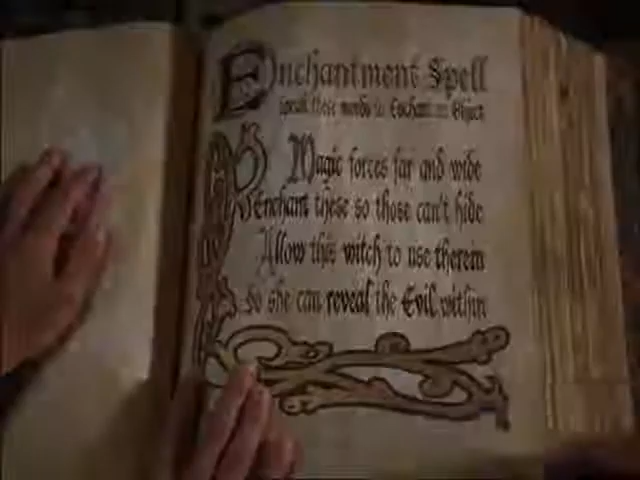 Enchantment Spell
speak these words to Enchant an Object
Magic forces far and wide
Enchant these so those can't hide
Allow this witch to use therein
So she can reveal the Evil within